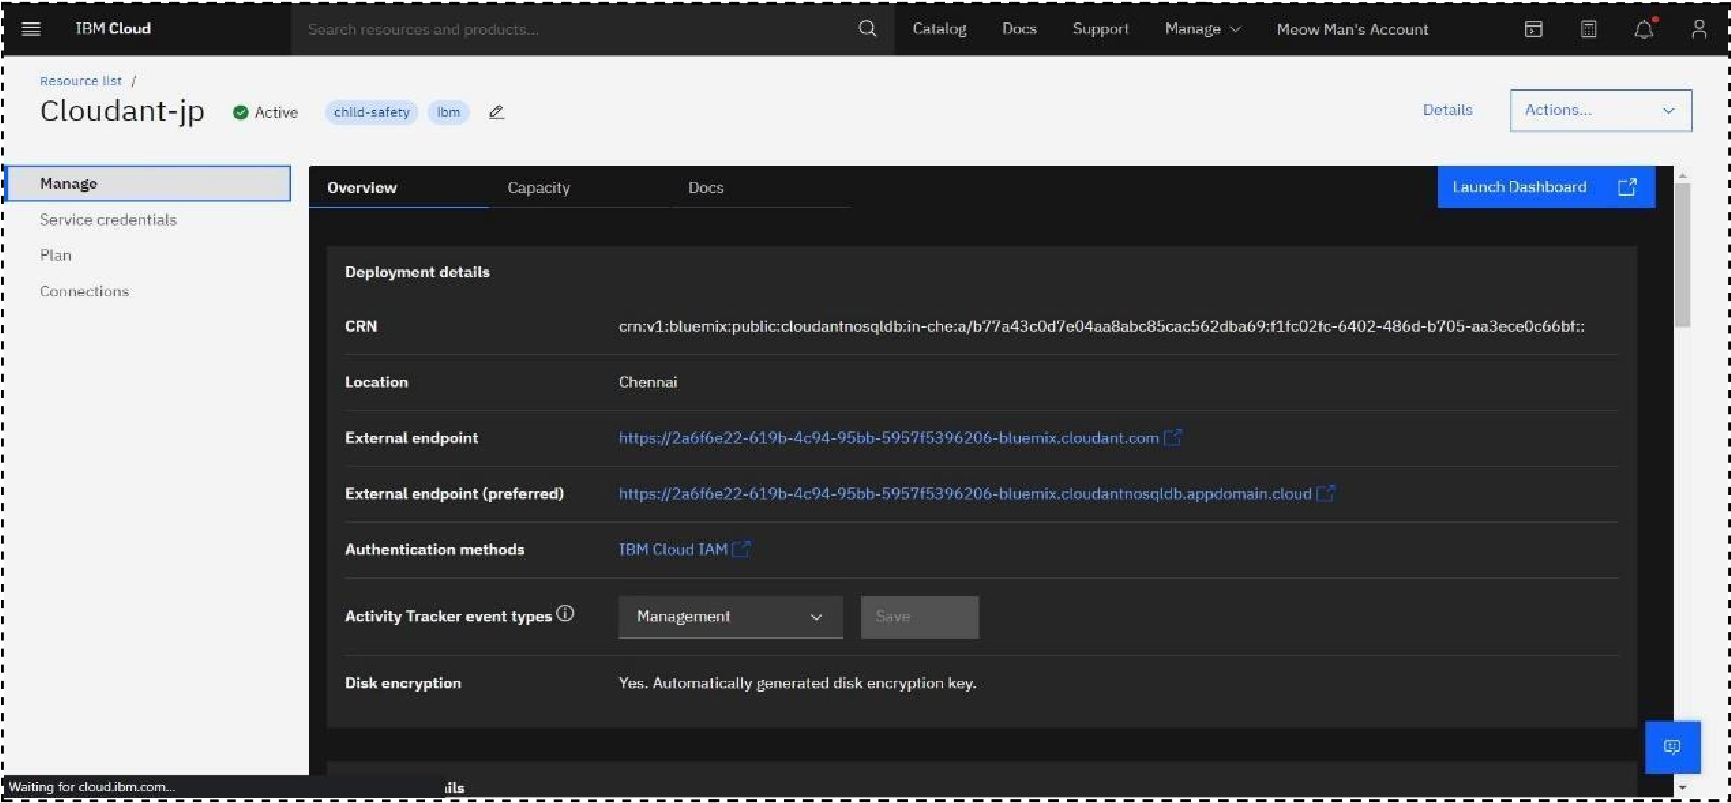 IBM Cloud Search resources and products... Catalog Docs Support Manage Meow Man's Account
Resource list /
Cloudant-jp Active child-safety ibm Details Actions...
Manage
Service credentials
Plan
Connections
Overview Capacity Docs Launch Dashboard
Deployment details
CRN crn:v1:bluemix:public:cloudantnosqldb:in-che:a/b77a43c0d7e04aa8abc85cac562dba69:f1fc02fc-6402-486d-b705-aa3ece0c66bf::
Location Chennai
External endpoint https://2a6f6e22-619b-4c94-95bb-5957f5396206-bluemix.cloudant.com
External endpoint (preferred) https://2a6f6e22-619b-4c94-95bb-5957f5396206-bluemix.cloudantnosqldb.appdomain.cloud
Authentication methods IBM Cloud IAM
Activity Tracker event types Management Save
Disk encryption Yes. Automatically generated disk encryption key.
Waiting for cloud.ibm.com... ils